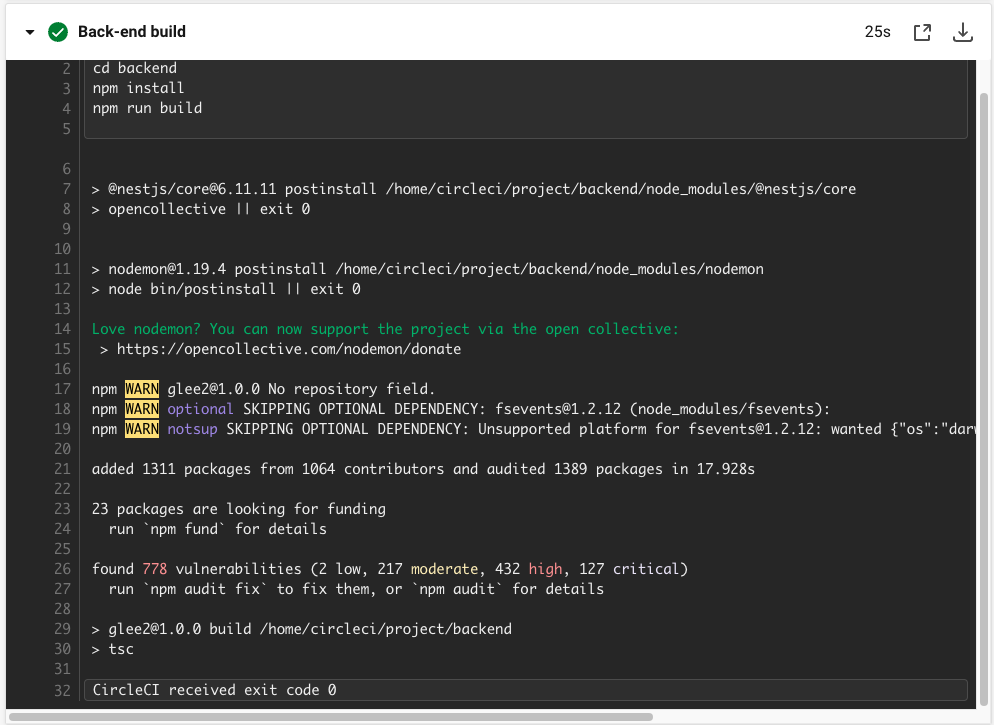 Back-end build 25s
2 cd backend
3 npm install
4 npm run build
5
6
7 > @nestjs/core@6.11.11 postinstall /home/circleci/project/backend/node_modules/@nestjs/core
8 > opencollective || exit 0
9
10
11 > nodemon@1.19.4 postinstall /home/circleci/project/backend/node_modules/nodemon
12 > node bin/postinstall || exit 0
13
14 Love nodemon? You can now support the project via the open collective:
15  > https://opencollective.com/nodemon/donate
16
17 npm WARN glee2@1.0.0 No repository field.
18 npm WARN optional SKIPPING OPTIONAL DEPENDENCY: fsevents@1.2.12 (node_modules/fsevents):
19 npm WARN notsup SKIPPING OPTIONAL DEPENDENCY: Unsupported platform for fsevents@1.2.12: wanted {"os":"dar
20
21 added 1311 packages from 1064 contributors and audited 1389 packages in 17.928s
22
23 23 packages are looking for funding
24   run `npm fund` for details
25
26 found 778 vulnerabilities (2 low, 217 moderate, 432 high, 127 critical)
27   run `npm audit fix` to fix them, or `npm audit` for details
28
29 > glee2@1.0.0 build /home/circleci/project/backend
30 > tsc
31
32 CircleCI received exit code 0